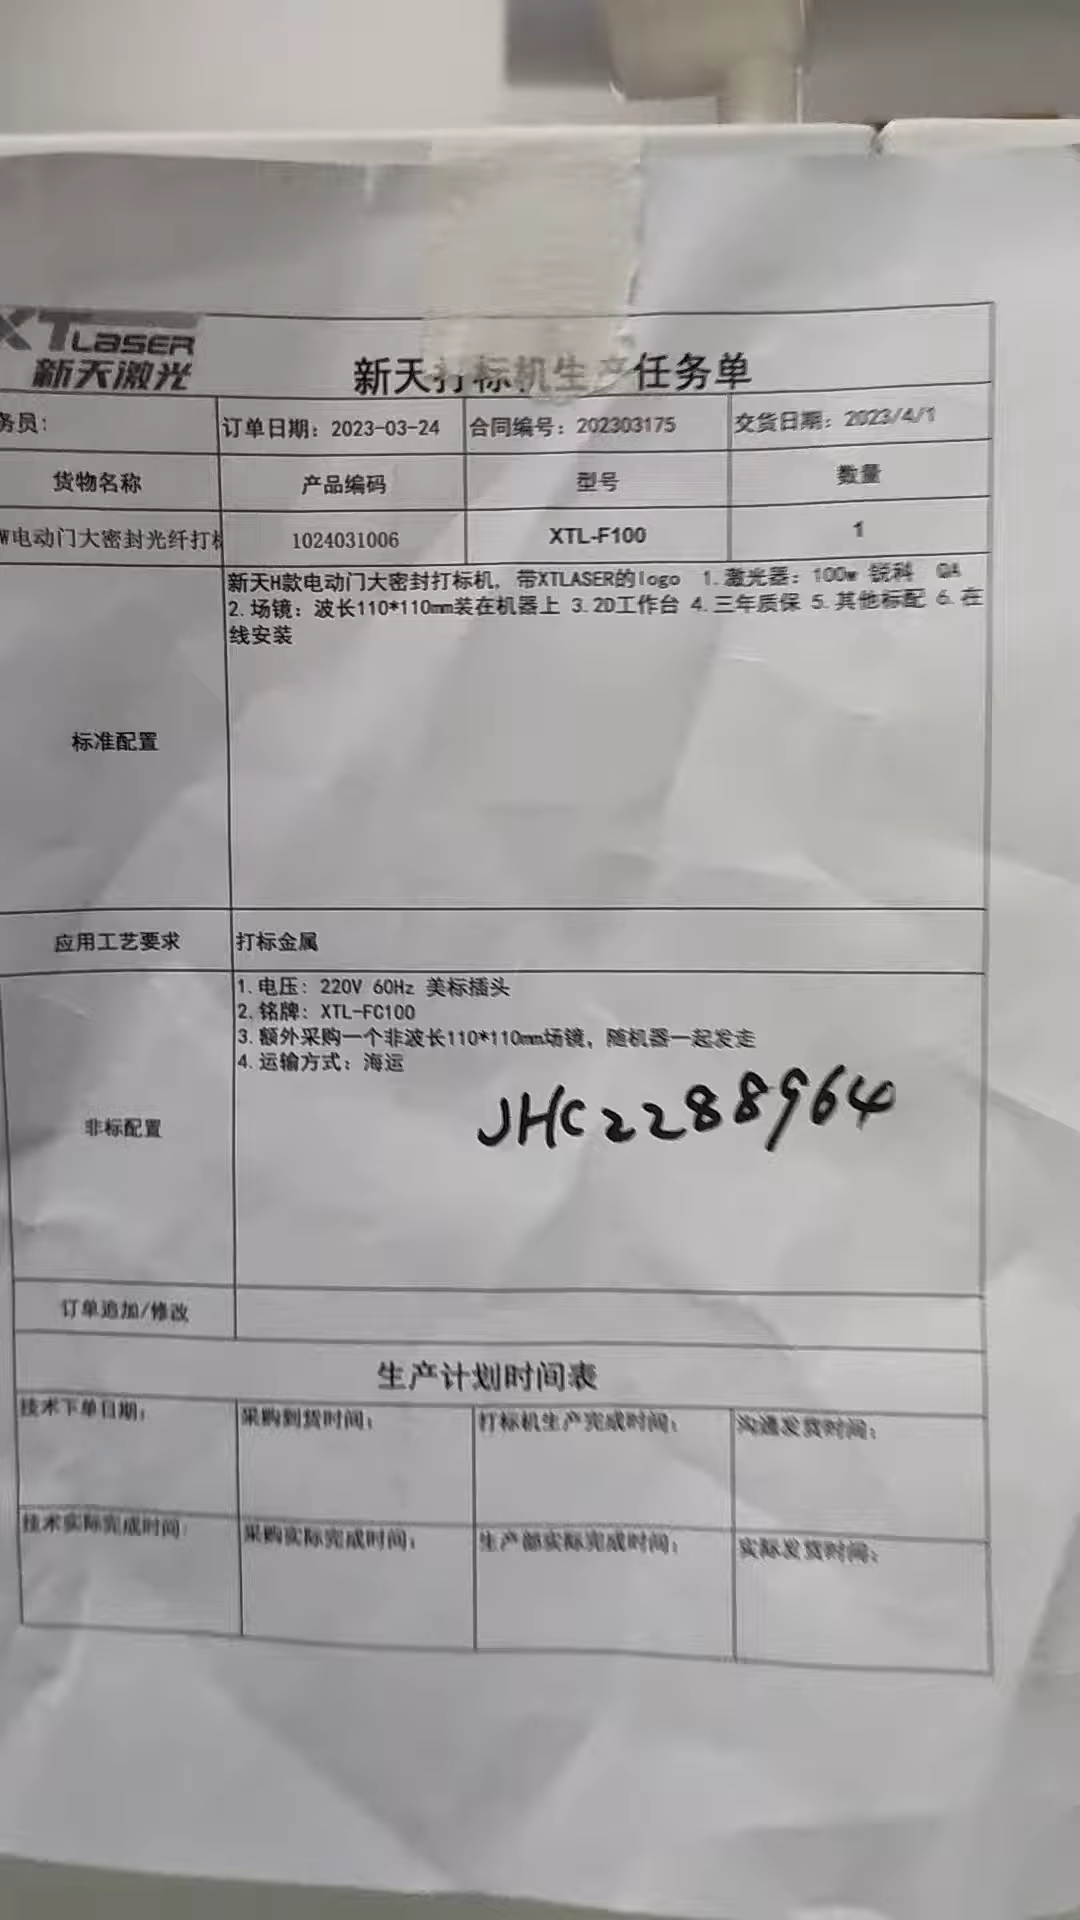 XTLASER
新天激光
新天打标机生产任务单
务员：
订单日期：2023-03-24
合同编号：202303175
交货日期：2023/4/1
货物名称
产品编码
型号
数量
W电动门大密封光纤打标
1024031006
XTL-F100
1
标准配置
新天H款电动门大密封打标机，带XTLASER的logo 1.激光器：100w 锐科 QA
2.场镜：波长110*110mm装在机器上 3.2D工作台 4.三年质保 5.其他标配 6.在
线安装
应用工艺要求
打标金属
非标配置
1.电压：220V 60Hz 美标插头
2.铭牌：XTL-FC100
3.额外采购一个非波长110*110mm场镜，随机器一起发走
4.运输方式：海运
JHC2288964
订单追加/修改
生产计划时间表
技术下单日期：
采购到货时间：
打标机生产完成时间：
沟通发货时间：
技术实际完成时间：
采购实际完成时间：
生产部实际完成时间：
实际发货时间：